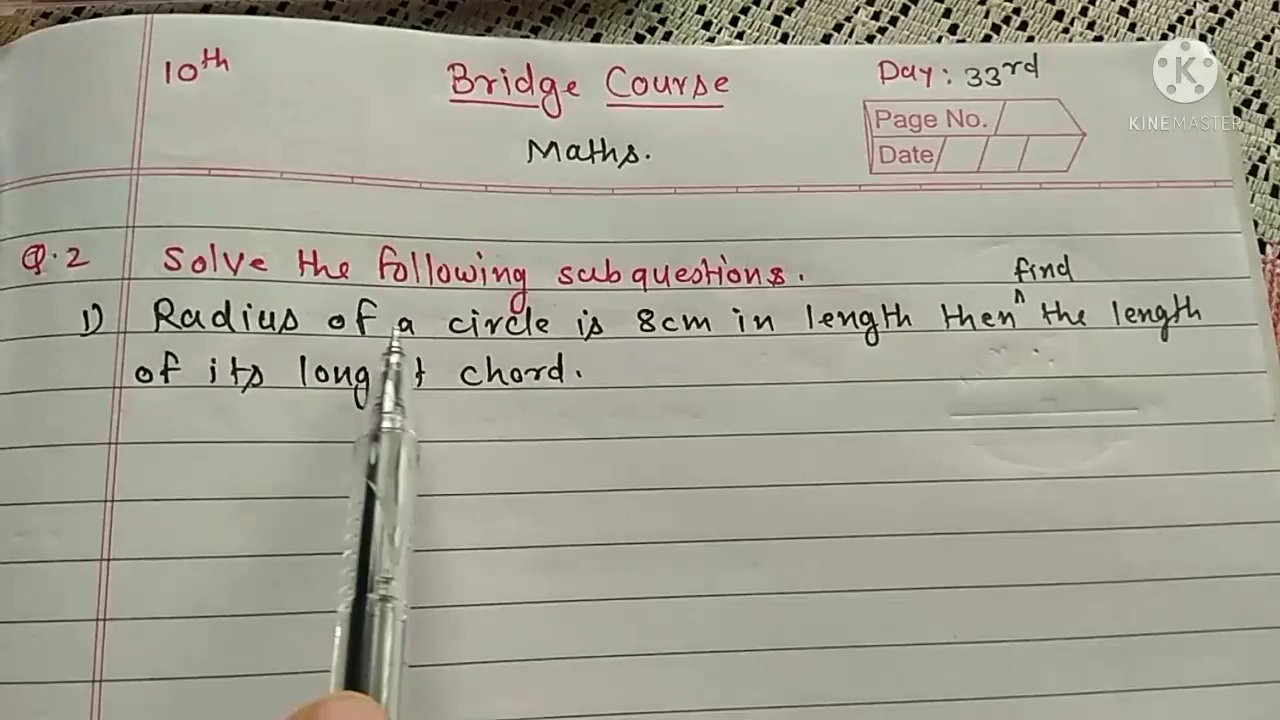 10th
Bridge Course
Day: 33rd
K
KINEMASTER
Page No.
Maths.
Date
Q.2 Solve the following subquestions.
find
1) Radius of a circle is 8cm in length then ^ the length
of its chord.